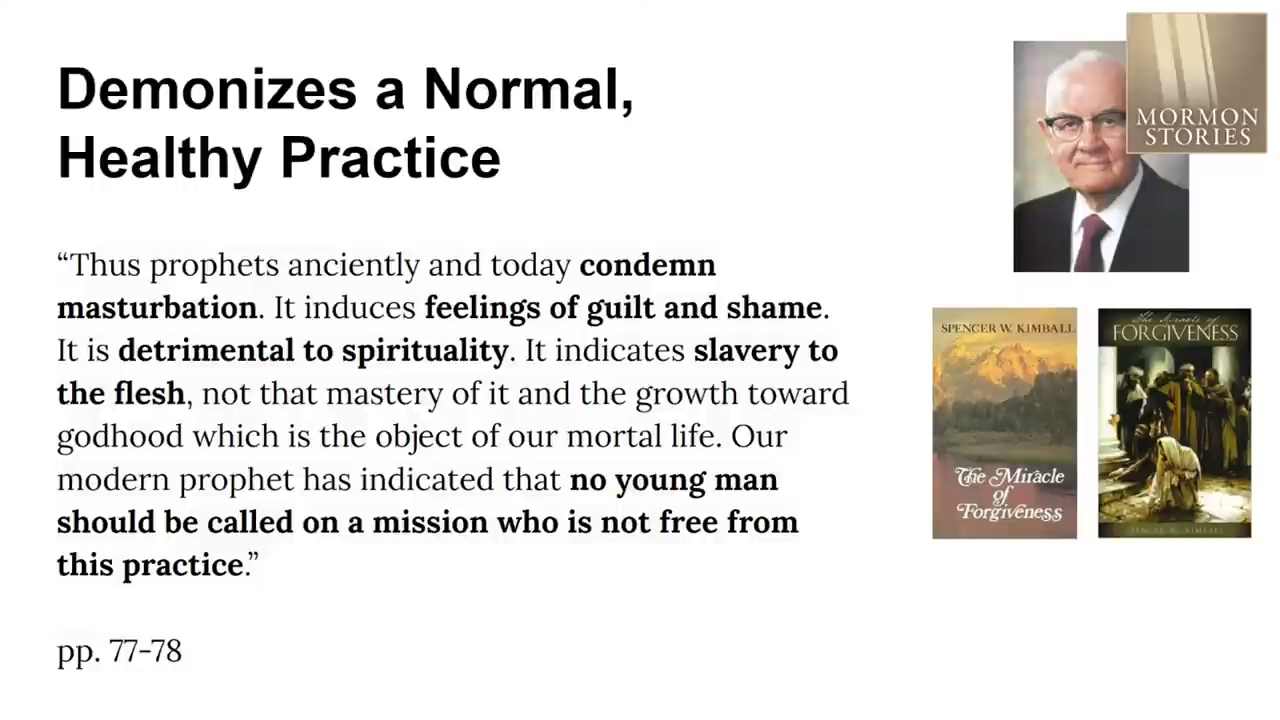 Demonizes a Normal,
Healthy Practice
“Thus prophets anciently and today condemn
masturbation. It induces feelings of guilt and shame.
It is detrimental to spirituality. It indicates slavery to
the flesh, not that mastery of it and the growth toward
godhood which is the object of our mortal life. Our
modern prophet has indicated that no young man
should be called on a mission who is not free from
this practice.”
pp. 77-78
MORMON
STORIES
SPENCER W. KIMBALL
The Miracle
of
Forgiveness
The Miracle of
FORGIVENESS
SPENCER W. KIMBALL